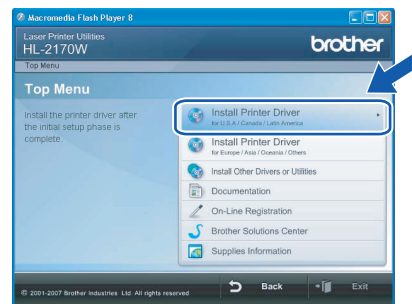 Macromedia Flash Player 8
Laser Printer Utilities
HL-2170W
brother
Top Menu
Top Menu
Install the printer driver after
the initial setup phase is
complete.
Install Printer Driver
for U.S.A / Canada / Latin America
Install Printer Driver
for Europe / Asia / Oceania / Others
Install Other Drivers or Utilities
Documentation
On-Line Registration
Brother Solutions Center
Supplies Information
© 2001-2007 Brother Industries Ltd. All rights reserved
Back
Exit